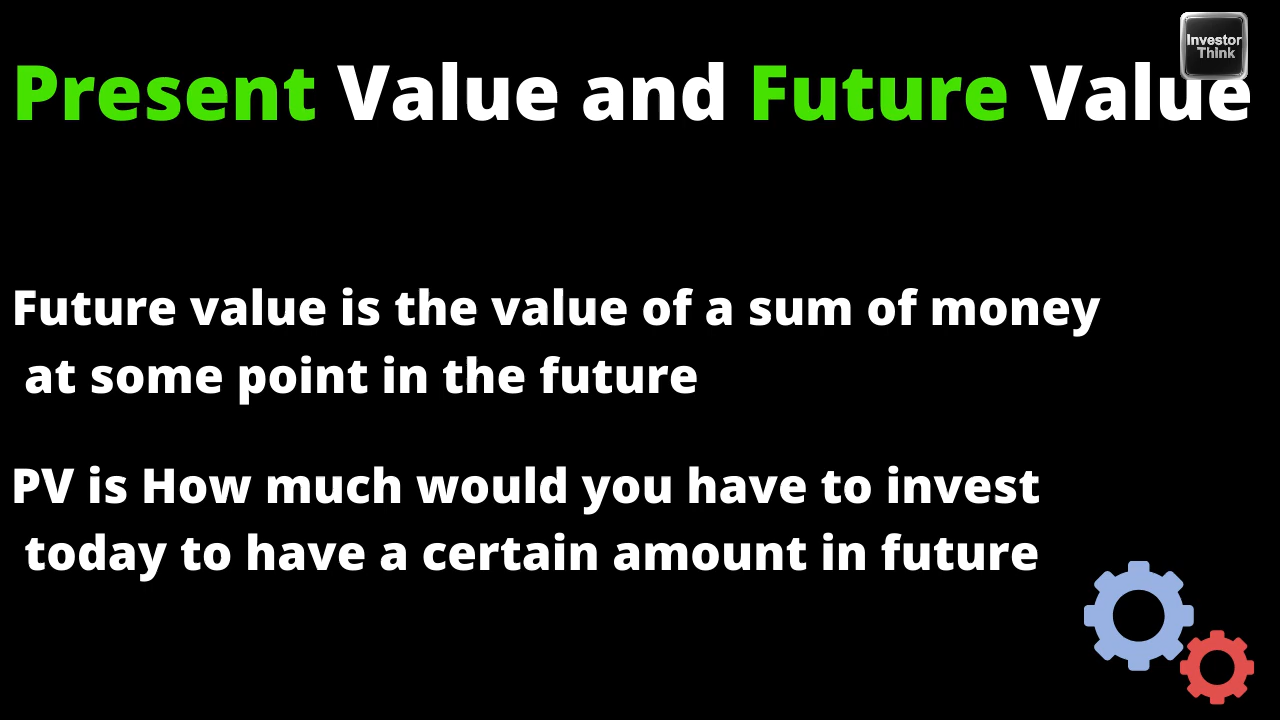 Investor
Think
Present Value and Future Value
Future value is the value of a sum of money
at some point in the future
PV is How much would you have to invest
today to have a certain amount in future